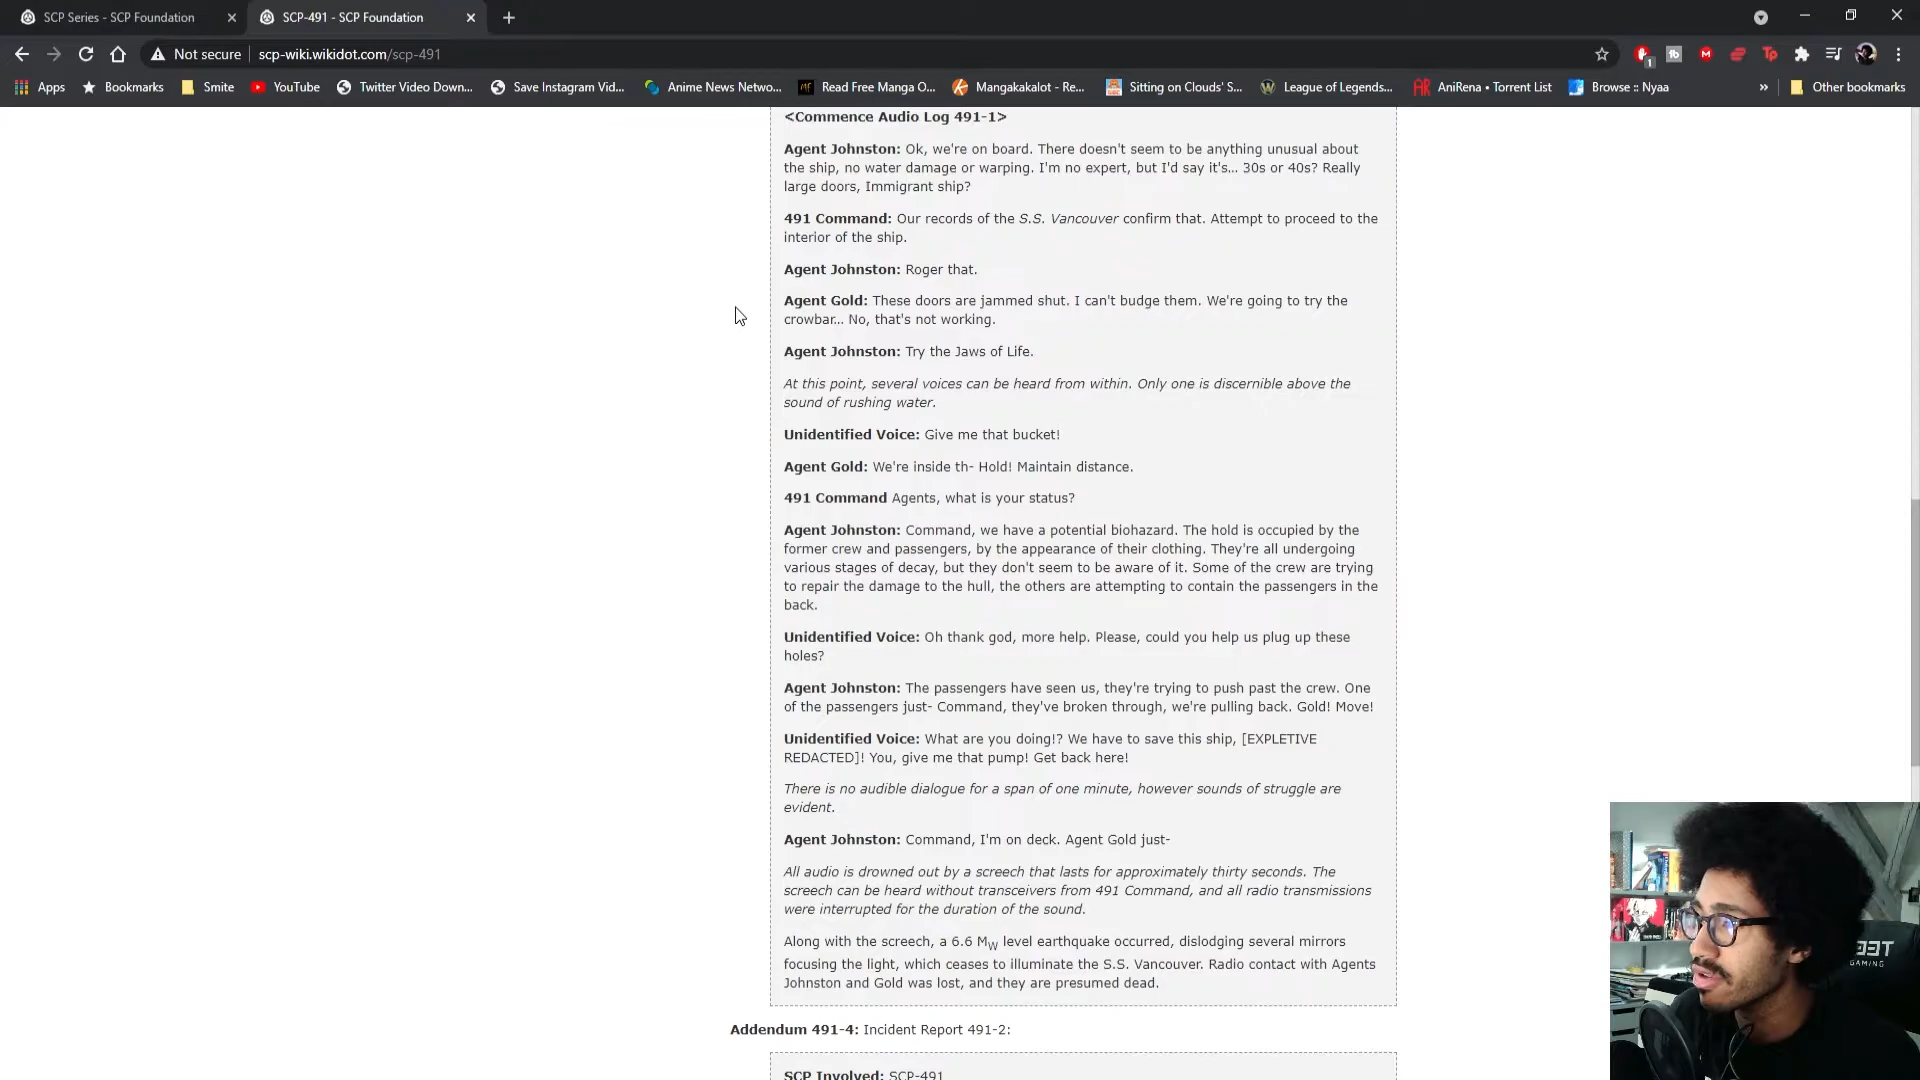 SCP Series - SCP Foundation
SCP-491 - SCP Foundation
Not secure
scp-wiki.wikidot.com/scp-491
Apps
Bookmarks
Smite
YouTube
Twitter Video Down...
Save Instagram Vid...
Anime News Netwo...
Read Free Manga O...
Mangakakalot - Re...
Sitting on Clouds' S...
League of Legends...
AniRena • Torrent List
Browse :: Nyaa
»
Other bookmarks
<Commence Audio Log 491-1>
Agent Johnston: Ok, we're on board. There doesn't seem to be anything unusual about
the ship, no water damage or warping. I'm no expert, but I'd say it's... 30s or 40s? Really
large doors, Immigrant ship?
491 Command: Our records of the S.S. Vancouver confirm that. Attempt to proceed to the
interior of the ship.
Agent Johnston: Roger that.
Agent Gold: These doors are jammed shut. I can't budge them. We're going to try the
crowbar... No, that's not working.
Agent Johnston: Try the Jaws of Life.
At this point, several voices can be heard from within. Only one is discernible above the
sound of rushing water.
Unidentified Voice: Give me that bucket!
Agent Gold: We're inside th- Hold! Maintain distance.
491 Command Agents, what is your status?
Agent Johnston: Command, we have a potential biohazard. The hold is occupied by the
former crew and passengers, by the appearance of their clothing. They're all undergoing
various stages of decay, but they don't seem to be aware of it. Some of the crew are trying
to repair the damage to the hull, the others are attempting to contain the passengers in the
back.
Unidentified Voice: Oh thank god, more help. Please, could you help us plug up these
holes?
Agent Johnston: The passengers have seen us, they're trying to push past the crew. One
of the passengers just- Command, they've broken through, we're pulling back. Gold! Move!
Unidentified Voice: What are you doing!? We have to save this ship, [EXPLETIVE
REDACTED]! You, give me that pump! Get back here!
There is no audible dialogue for a span of one minute, however sounds of struggle are
evident.
Agent Johnston: Command, I'm on deck. Agent Gold just-
All audio is drowned out by a screech that lasts for approximately thirty seconds. The
screech can be heard without transceivers from 491 Command, and all radio transmissions
were interrupted for the duration of the sound.
Along with the screech, a 6.6 MW level earthquake occurred, dislodging several mirrors
focusing the light, which ceases to illuminate the S.S. Vancouver. Radio contact with Agents
Johnston and Gold was lost, and they are presumed dead.
Addendum 491-4: Incident Report 491-2:
SCP Involved: SCP-491
GAMING